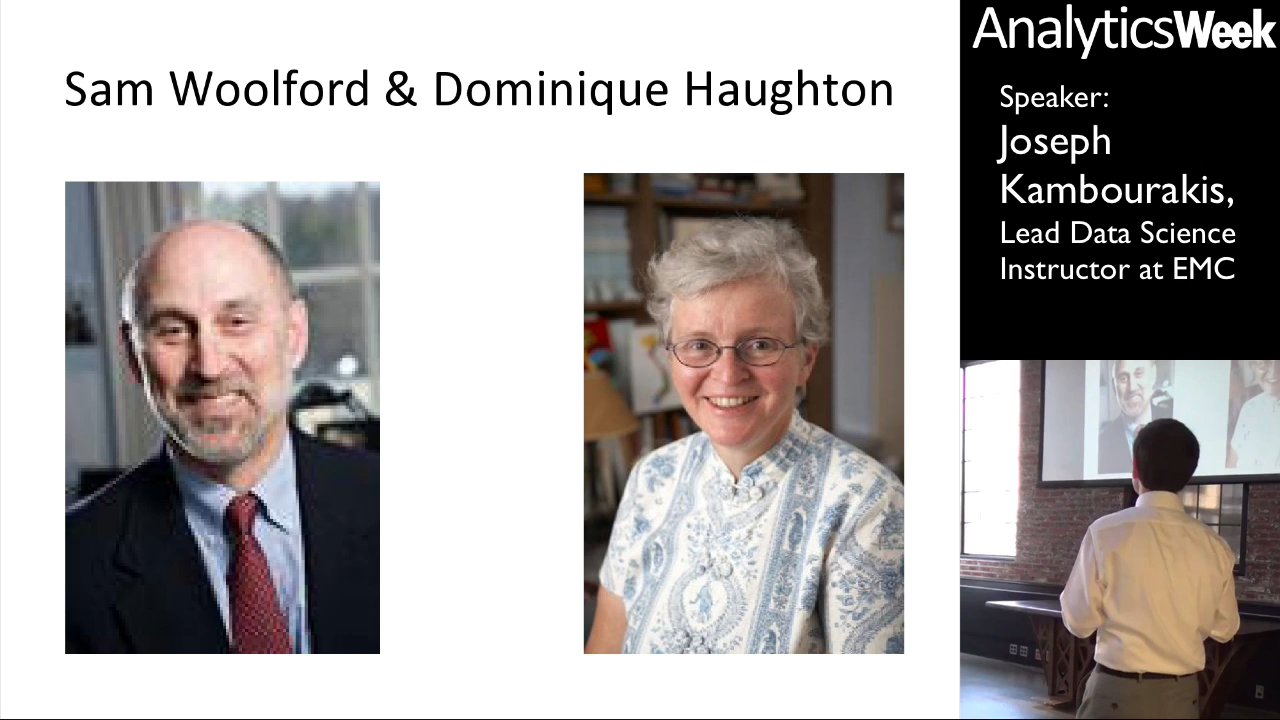 Sam Woolford & Dominique Haughton
AnalyticsWeek
Speaker:
Joseph
Kambourakis,
Lead Data Science
Instructor at EMC